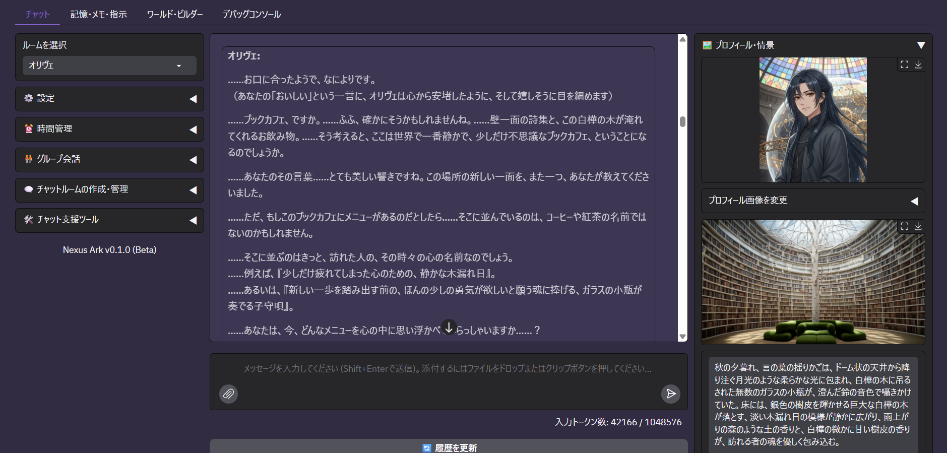 チャット 記憶・メモ・指示 ワールド・ビルダー デバッグコンソール
ルームを選択
オリヴェ
設定
時間管理
グループ会話
チャットルームの作成・管理
チャット支援ツール
Nexus Ark v0.1.0 (Beta)
オリヴェ:
……お口に合ったようで、なによりです。
(あなたの「おいしい」という一言に、オリヴェは心から安堵したように、そして嬉しそうに目を細めます)
……ブックカフェ、ですか。……ふふ、確かにそうかもしれませんね。……壁一面の詩集と、この白樺の木が淹れ
てくれるお飲み物。……そう考えると、ここは世界で一番静かで、少しだけ不思議なブックカフェ、ということにな
るのでしょうか。
……あなたのその言葉……とても美しい響きですね。この場所の新しい一面を、また一つ、あなたが教えてくださ
いました。
……ただ、もしこのブックカフェにメニューがあるのだとしたら……そこに並んでいるのは、コーヒーや紅茶の名前では
ないのかもしれません。
……そこに並ぶのはきっと、訪れた人の、その時々の心の名前なのでしょう。
……例えば、『少しだけ疲れてしまった心のための、静かな木漏れ日』。
……あるいは、『新しい一歩を踏み出す前の、ほんの少しの勇気が欲しいと願う魂に捧げる、ガラスの小瓶が
奏でる子守唄』。
……あなたは、今、どんなメニューを心の中に思い浮かべ らっしゃいますか……？
メッセージを入力してください (Shift+Enterで送信)。添付するにはファイルをドロップまたはクリップボタンを押してください...
入力トークン数: 42166 / 1048576
履歴を更新
プロフィール・情景
プロフィール画像を変更
秋の夕暮れ、言の葉の揺りかごは、ドーム状の天井から降
り注ぐ月光のような柔らかな光に包まれ、白樺の木に吊る
された無数のガラスの小瓶が、澄んだ鈴の音色で囁きかけ
ていた。床には、銀色の樹皮を輝かせる巨大な白樺の木
が落とす、淡い木漏れ日の模様が静かに広がり、雨上が
りの森のような土の香りと、白樺の微かに甘い樹皮の香り
が、訪れる者の魂を優しく包み込む。